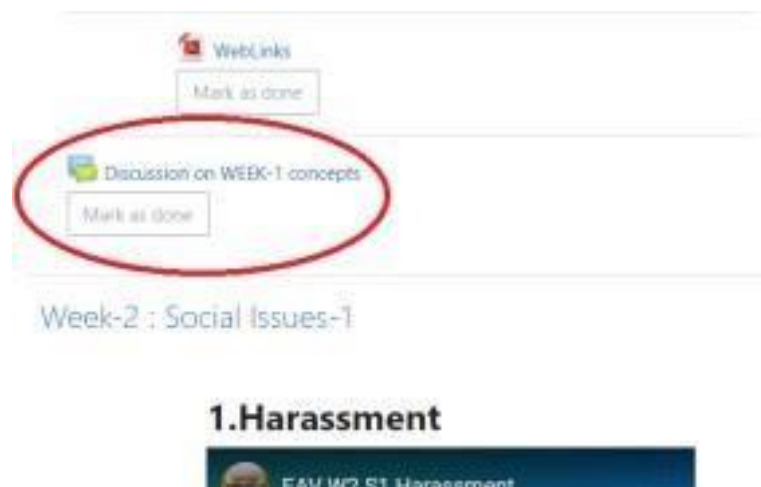 WebLinks
Mark as done
Discussion on WEEK-1 concepts
Mark as done
Week-2 : Social Issues-1
1.Harassment
W2 S1 Harassment